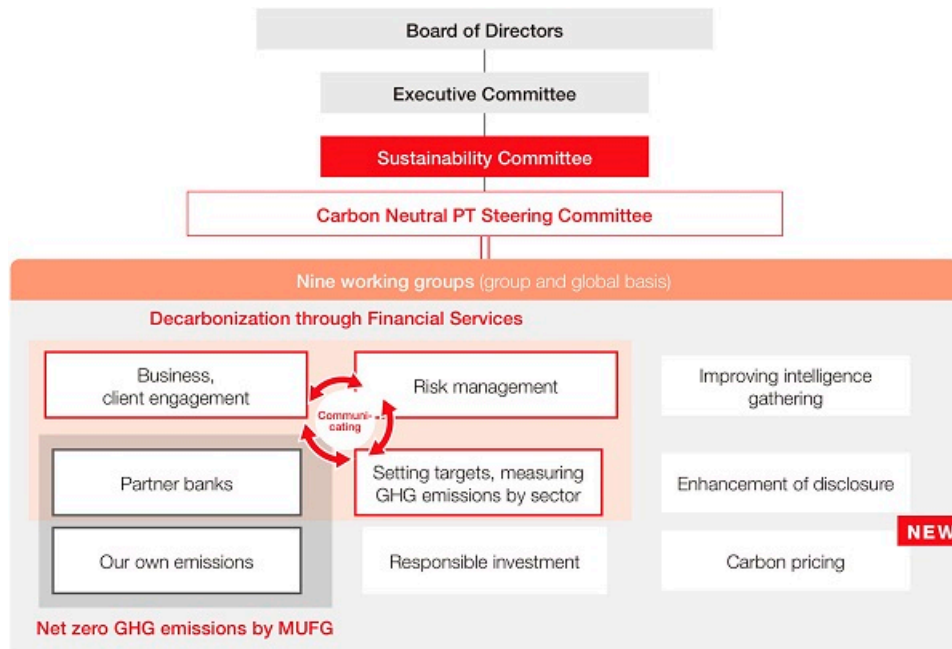 Board of Directors
Executive Committee
Sustainability Committee
Carbon Neutral PT Steering Committee
Nine working groups (group and global basis)
Decarbonization through Financial Services
Business,
client engagement
Communi-
cating
Risk management
Improving intelligence
gathering
Partner banks
Setting targets, measuring
GHG emissions by sector
Enhancement of disclosure
NEW
Our own emissions
Responsible investment
Carbon pricing
Net zero GHG emissions by MUFG